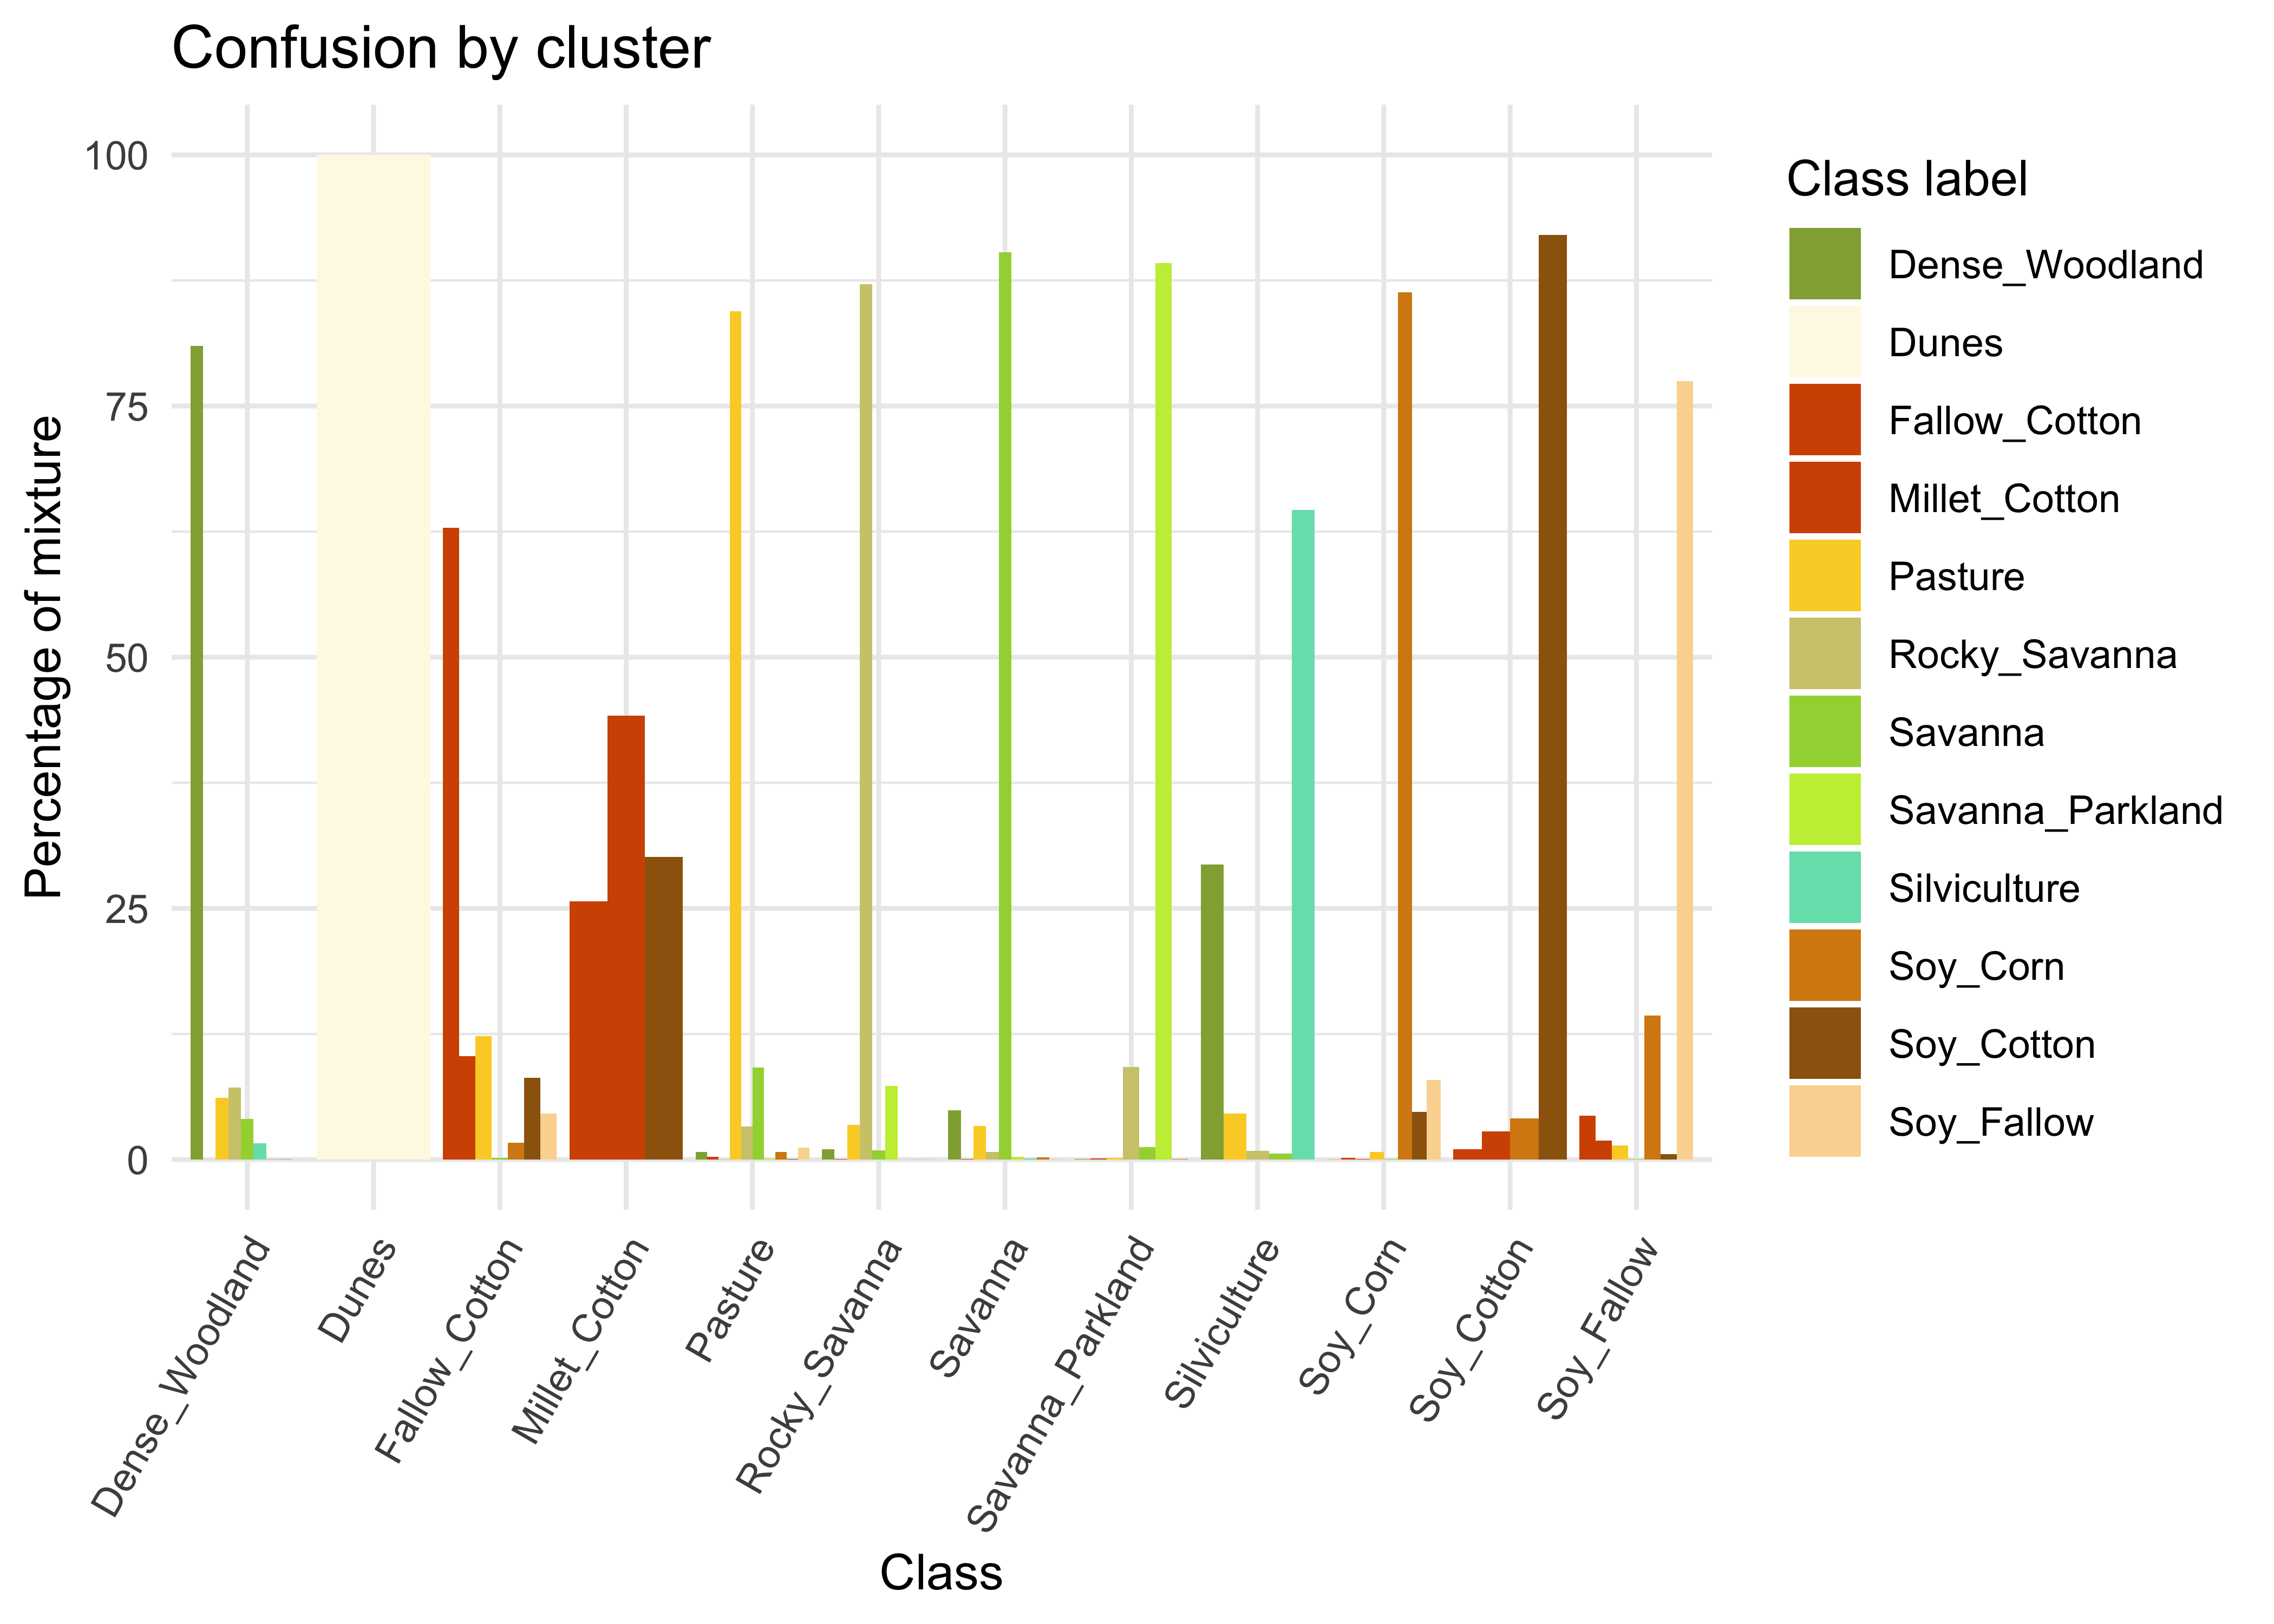 Confusion by cluster
Percentage of mixture
100
75
50
25
0
Dense_Woodland
Dunes
Fallow_Cotton
Millet_Cotton
Pasture
Rocky_Savanna
Savanna
Savanna_Parkland
Silviculture
Soy_Corn
Soy_Cotton
Soy_Fallow
Class
Class label
Dense_Woodland
Dunes
Fallow_Cotton
Millet_Cotton
Pasture
Rocky_Savanna
Savanna
Savanna_Parkland
Silviculture
Soy_Corn
Soy_Cotton
Soy_Fallow